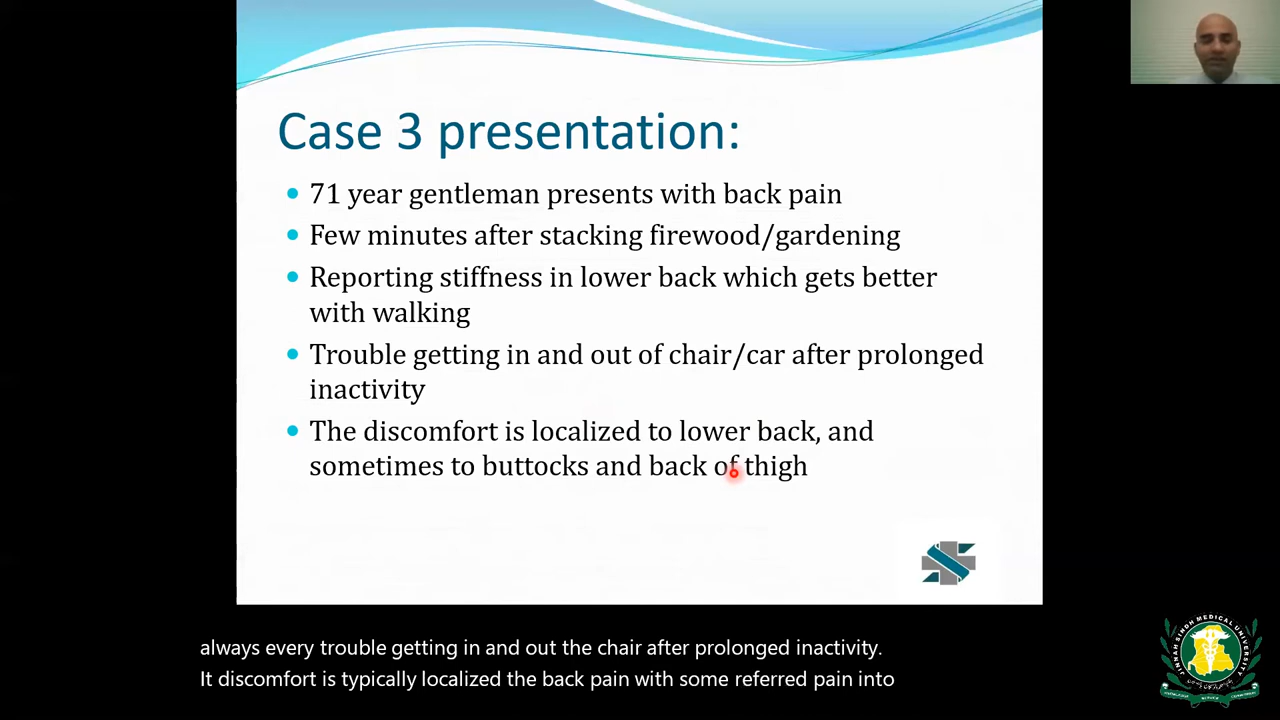 Case 3 presentation:
71 year gentleman presents with back pain
Few minutes after stacking firewood/gardening
Reporting stiffness in lower back which gets better
with walking
Trouble getting in and out of chair/car after prolonged
inactivity
The discomfort is localized to lower back, and
sometimes to buttocks and back of thigh
always every trouble getting in and out the chair after prolonged inactivity.
It discomfort is typically localized the back pain with some referred pain into
JINNAH SINDH MEDICAL UNIVERSITY